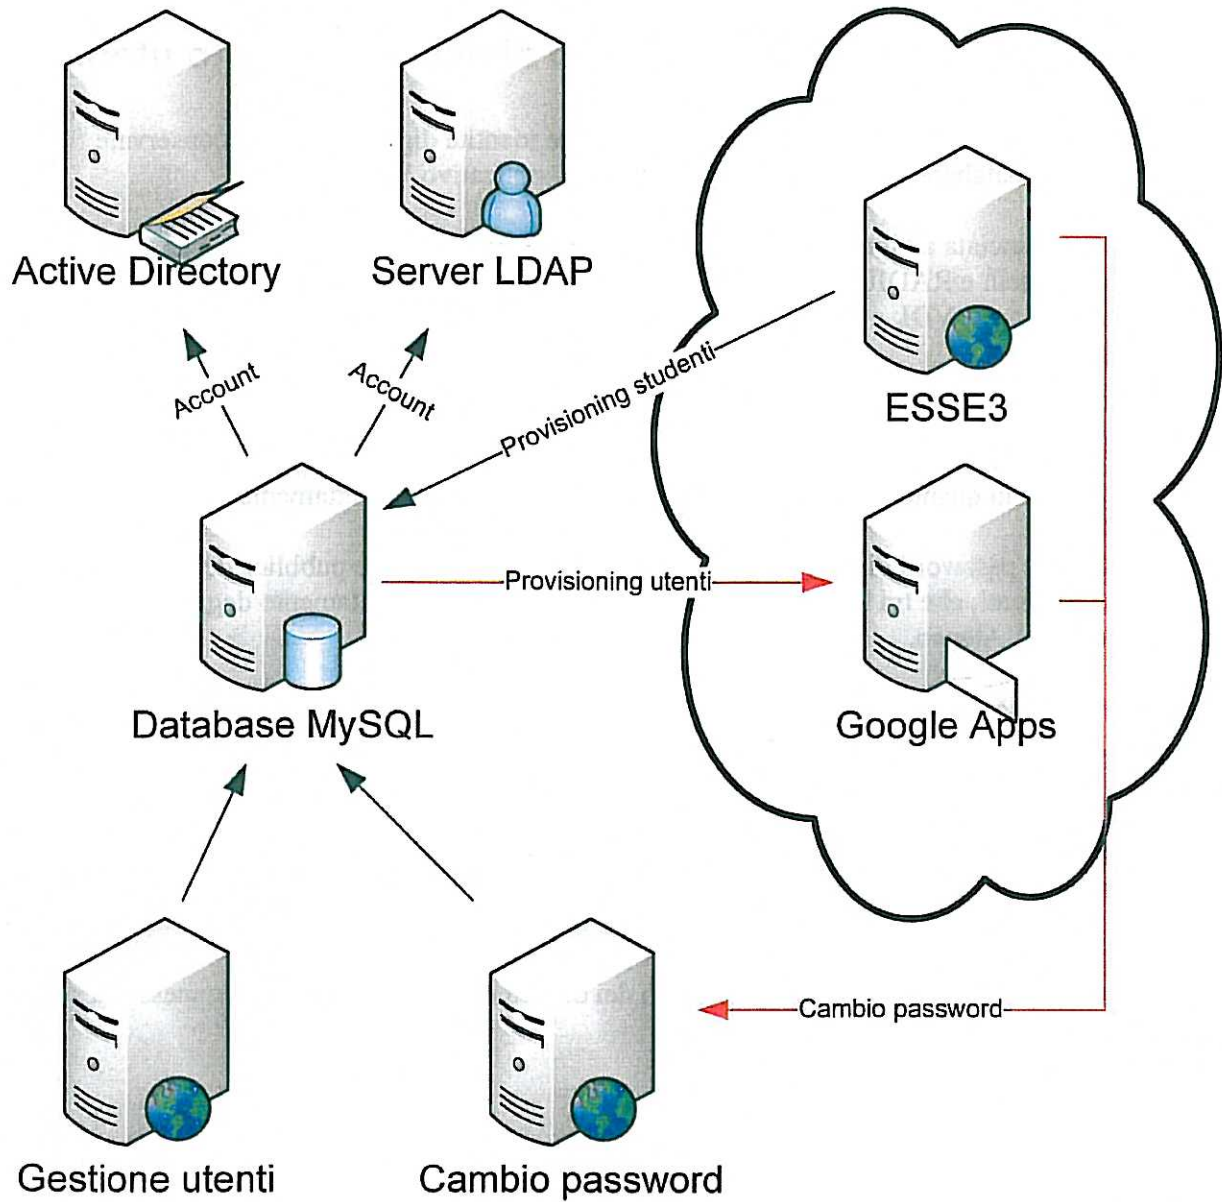 Active Directory
Server LDAP
Account
Account
Provisioning studenti
ESSE3
Provisioning utenti
Database MySQL
Google Apps
Cambio password
Gestione utenti
Cambio password